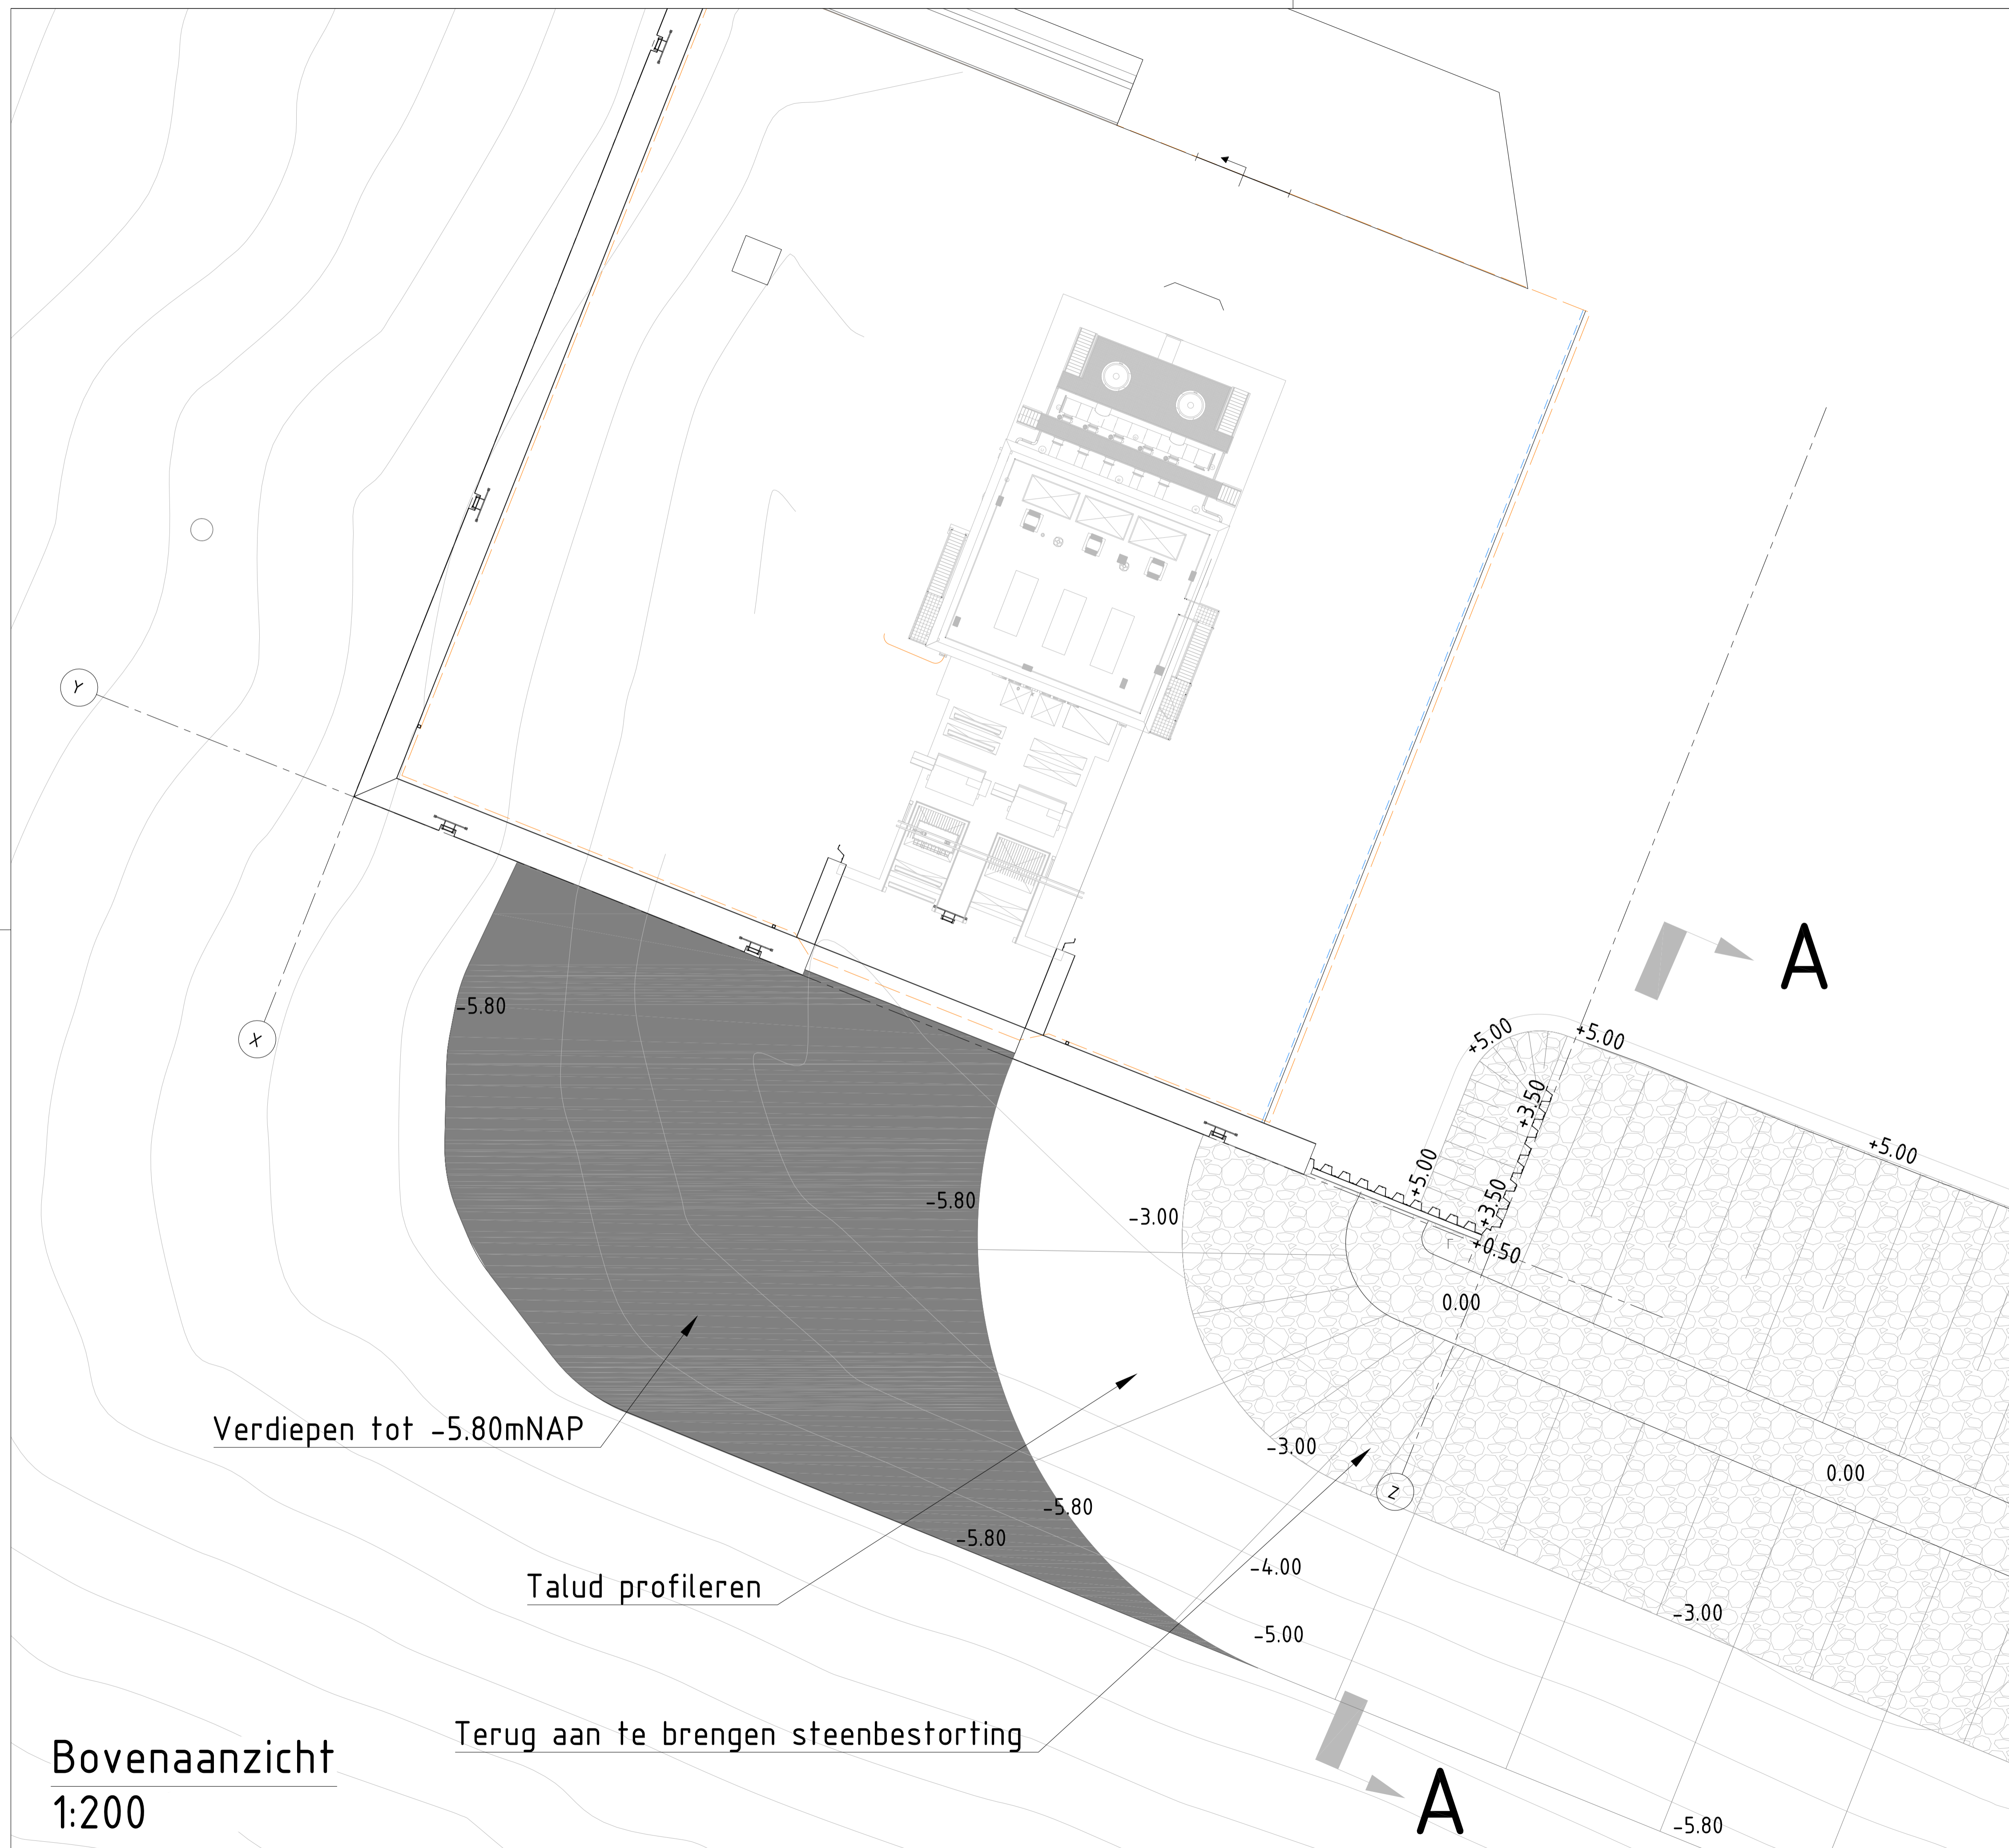 Y
X
A
+5.00
+5.00
-5.80
+3.50
+5.00
+5.00
-5.80
-3.00
+3.50
+0.50
0.00
Verdiepen tot -5.80mNAP
-3.00
0.00
Z
-5.80
-5.80
-4.00
Talud profileren
-3.00
-5.00
Terug aan te brengen steenbestorting
Bovenaanzicht
1:200
A
-5.80